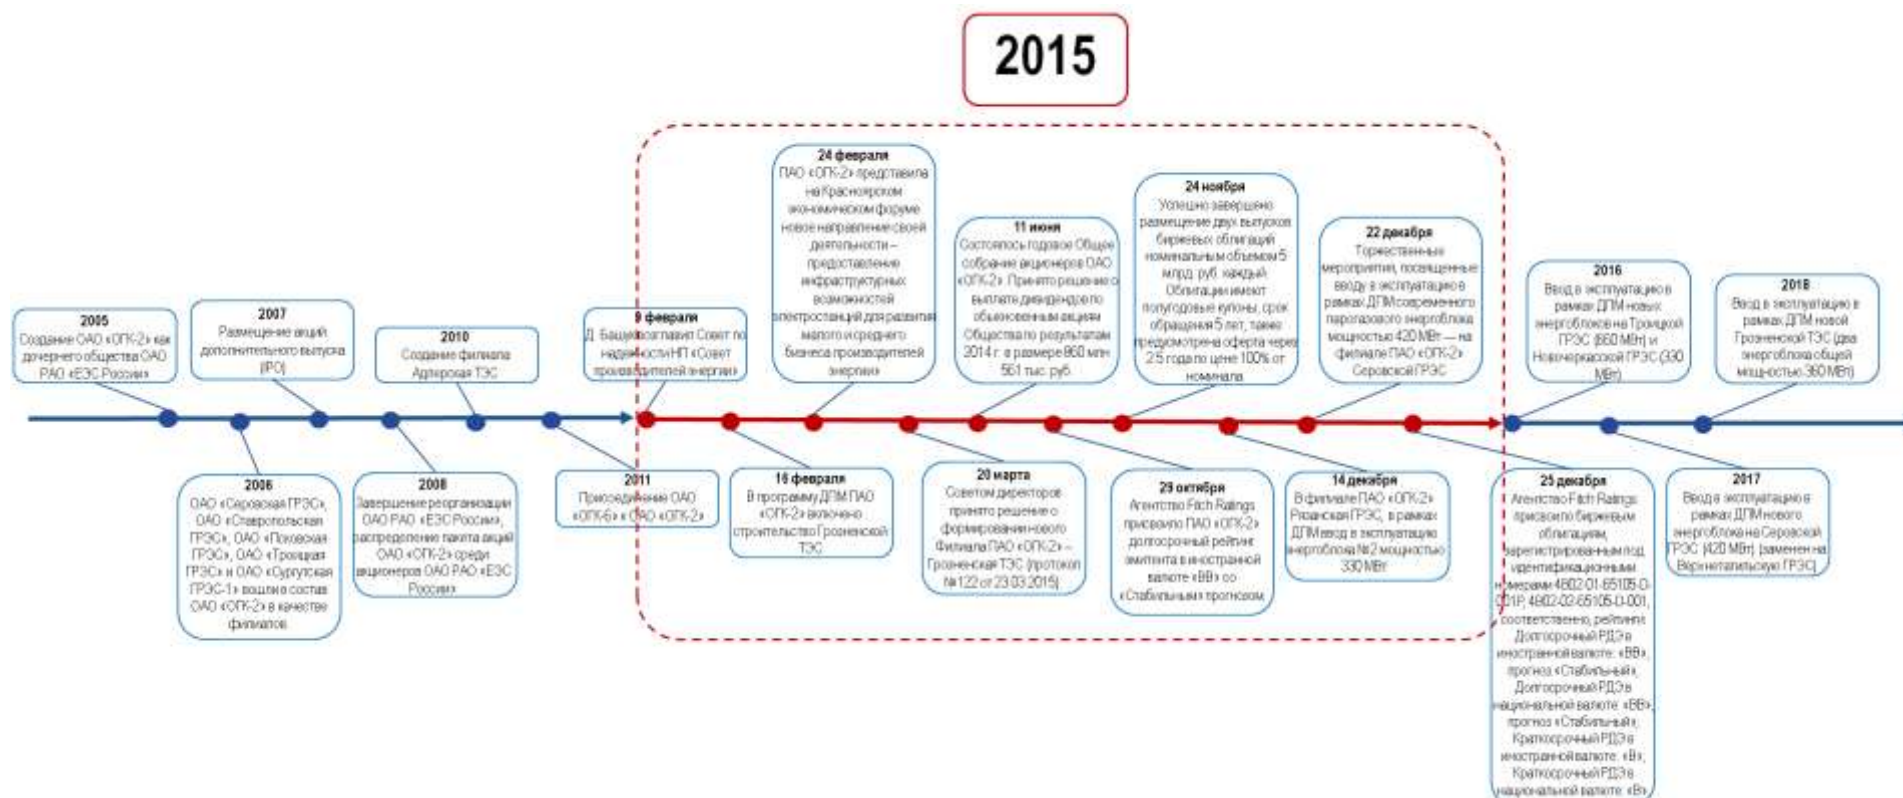 2015
2005
Создание ОАО «ОГК-2» как
дочернего общества ОАО
РАО «ЕЭС России»
2006
ОАО «Серовская ГРЭС»,
ОАО «Ставропольская
ГРЭС», ОАО «Псковская
ГРЭС», ОАО «Троицкая
ГРЭС» и ОАО «Сургутская
ГРЭС-1» вошли в состав
ОАО «ОГК-2» в качестве
филиалов
2007
Размещение акций
дополнительного выпуска
(IPO)
2008
Завершение реорганизации
ОАО РАО «ЕЭС России»,
распределение пакета акций
ОАО «ОГК-2» среди
акционеров ОАО РАО «ЕЭС
России»
2010
Создание филиала
Адлерская ТЭС
2011
Присоединение ОАО
«ОГК-6» к ОАО «ОГК-2»
9 февраля
Д. Башук возглавил Совет по
надежности НП «Совет
производителей энергии»
16 февраля
В программу ДПМ ПАО
«ОГК-2» включено
строительство Грозненской
ТЭС
24 февраля
ПАО «ОГК-2» представила
на Красноярском
экономическом форуме
новое направление своей
деятельности –
предоставление
инфраструктурных
возможностей
электростанций для развития
малого и среднего
бизнеса производителей
энергии»
20 марта
Советом директоров
принято решение о
формировании нового
Филиала ПАО «ОГК-2» –
Грозненская ТЭС (протокол
№122 от 23.03.2015)
11 июня
Состоялось годовое Общее
собрание акционеров ОАО
«ОГК-2». Принято решение о
выплате дивидендов по
обыкновенным акциям
Общества по результатам
2014 г. в размере 860 млн
561 тыс. руб.
29 октября
Агентство Fitch Ratings
присвоило ПАО «ОГК-2»
долгосрочный рейтинг
эмитента в иностранной
валюте «BB» со
«Стабильным» прогнозом
24 ноября
Успешно завершено
размещение двух выпусков
биржевых облигаций
номинальным объемом 5
млрд. руб. каждый.
Облигации имеют
полугодовые купоны, срок
обращения 5 лет, также
предусмотрена оферта через
2.5 года по цене 100% от
номинала
14 декабря
В филиале ПАО «ОГК-2»
Рязанская ГРЭС, в рамках
ДПМ ввод в эксплуатацию
энергоблока №2 мощностью
330 МВт
22 декабря
Торжественные
мероприятия, посвященные
вводу в эксплуатацию в
рамках ДПМ современного
парогазового энергоблока
мощностью 420 МВт — на
филиале ПАО «ОГК-2»
Серовской ГРЭС
25 декабря
Агентство Fitch Ratings
присвоило биржевым
облигациям,
зарегистрированным под
идентификационными
номерами 4B02-01-65105-D-
001P, 4B02-02-65105-D-001,
соответственно, рейтинги
Долгосрочный РДЭ в
иностранной валюте: «BB»,
прогноз «Стабильный»,
Долгосрочный РДЭ в
национальной валюте: «BB»,
прогноз «Стабильный»,
Краткосрочный РДЭ в
иностранной валюте: «B»,
Краткосрочный РДЭ в
национальной валюте: «B»
2016
Ввод в эксплуатацию в
рамках ДПМ новых
энергоблоков на Троицкой
ГРЭС (660 МВт) и
Новочеркасской ГРЭС (330
МВт)
2017
Ввод в эксплуатацию в
рамках ДПМ нового
энергоблока на Серовской
ГРЭС (420 МВт) (заменен на
Верхнетагильскую ГРЭС)
2018
Ввод в эксплуатацию в
рамках ДПМ новой
Грозненской ТЭС (два
энергоблока общей
мощностью 360 МВт)